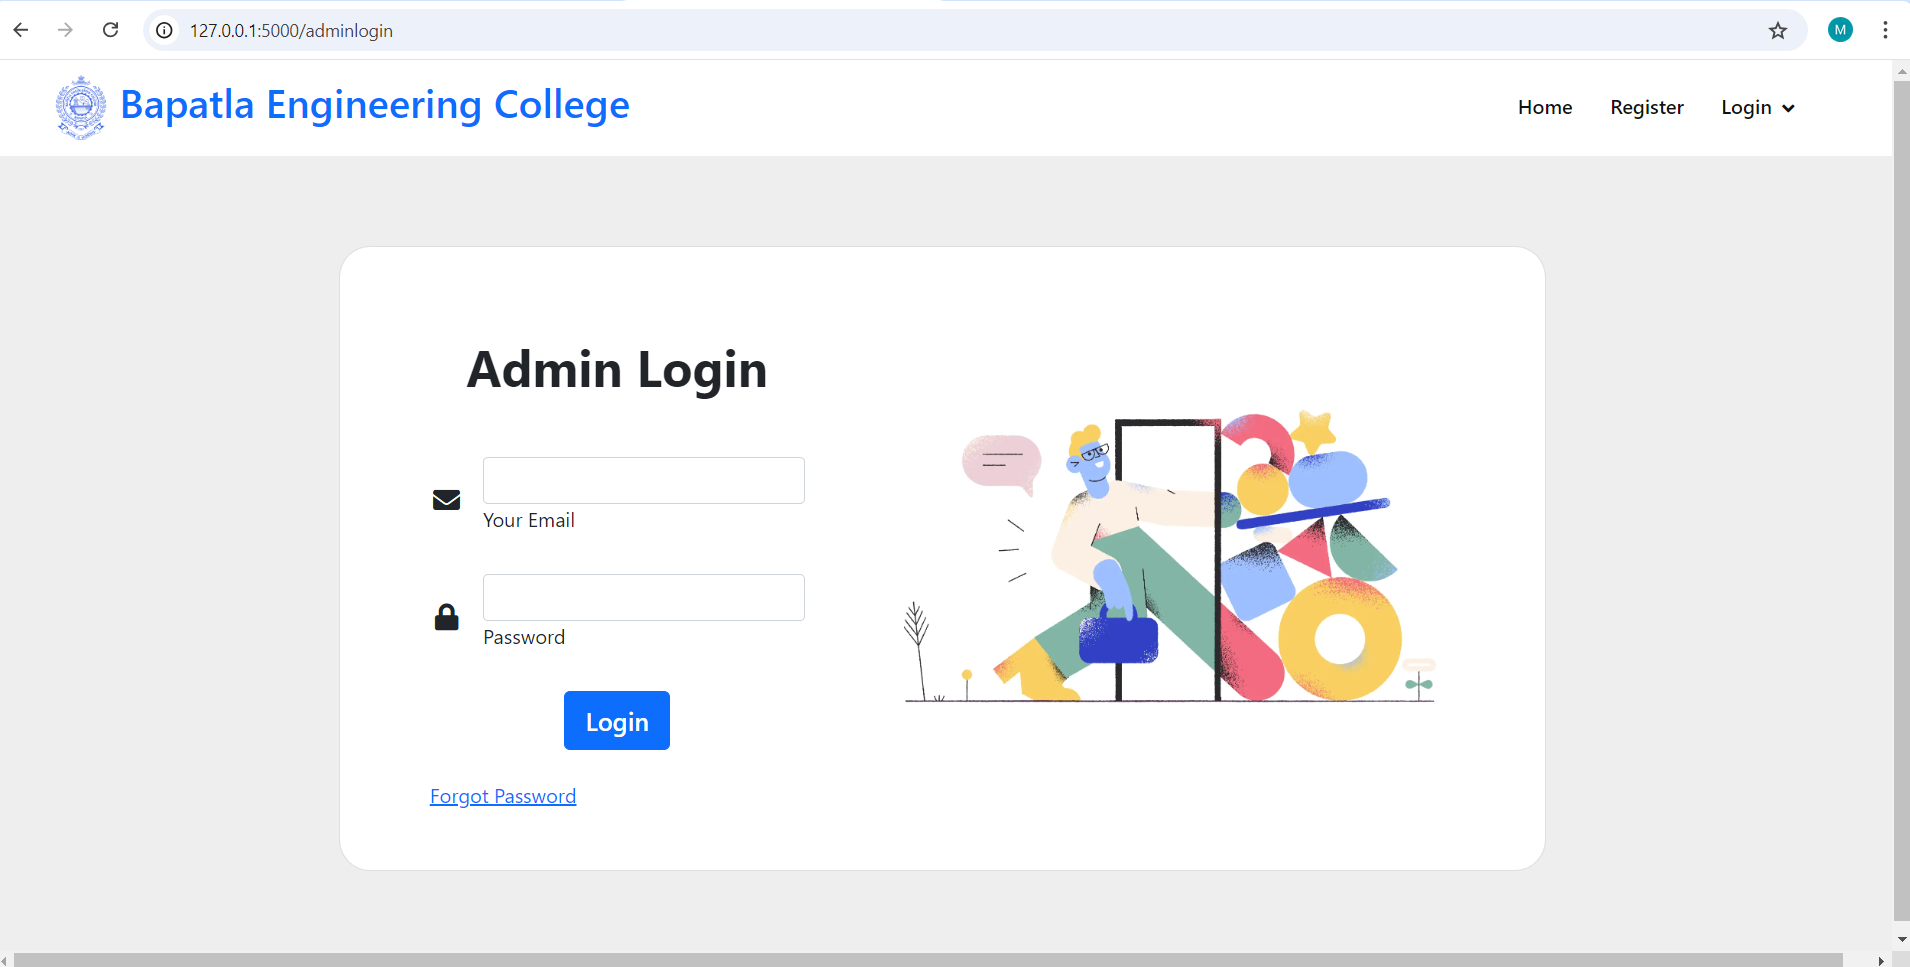 127.0.0.1:5000/adminlogin
M
Bapatla Engineering College
Home Register Login
Admin Login
Your Email
Password
Login
Forgot Password